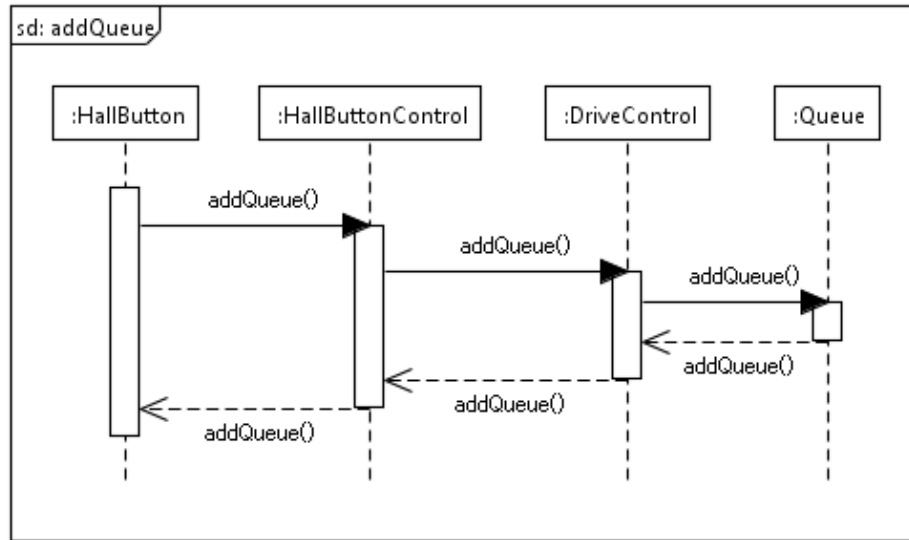 sd: addQueue
:HallButton
:HallButtonControl
:DriveControl
:Queue
addQueue()
addQueue()
addQueue()
addQueue()
addQueue()
addQueue()